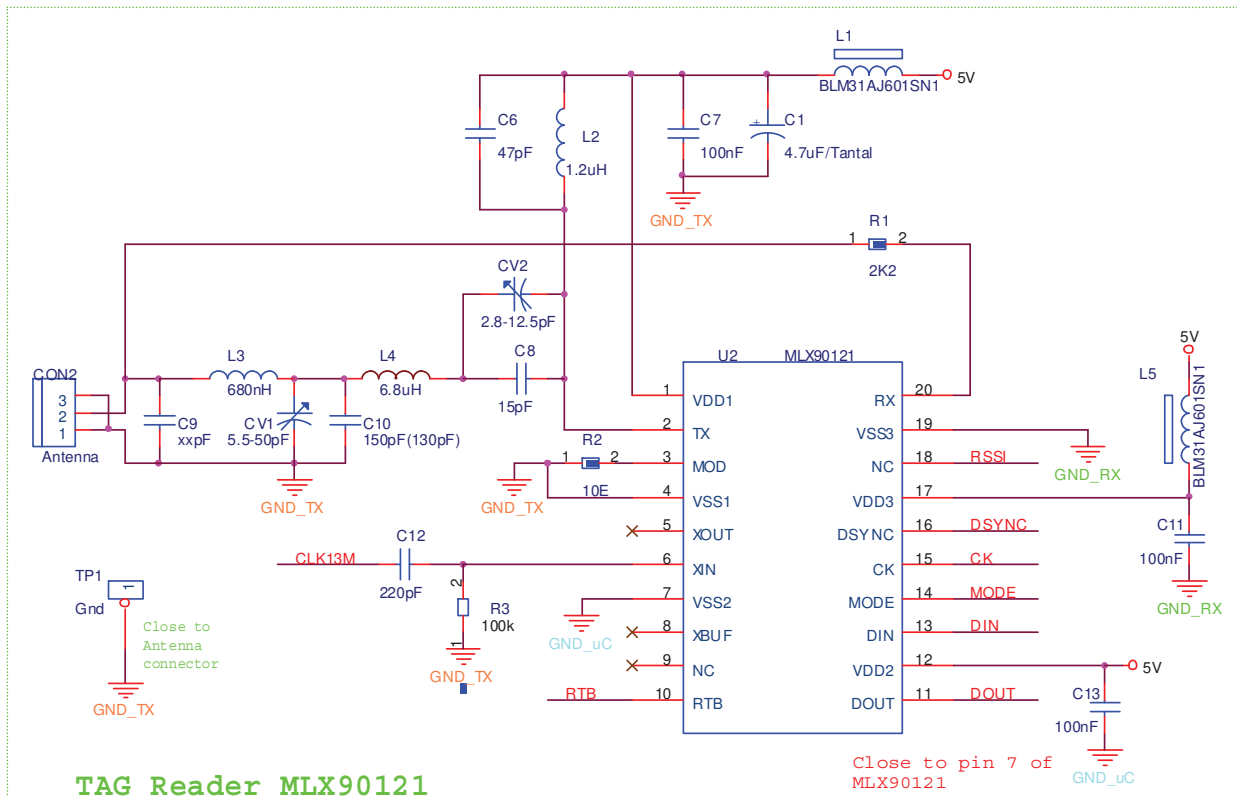 L1
BLM31AJ601SN1
5V
C6
47pF
L2
1.2uH
C7
100nF
+
C1
4.7uF/Tantal
GND_TX
R1
1
2
2K2
CV2
2.8-12.5pF
C8
15pF
L3
680nH
L4
6.8uH
CON2
3
2
1
Antenna
C9
xxpF
CV1
5.5-50pF
C10
150pF(130pF)
GND_TX
R2
1
2
10E
GND_TX
U2
MLX90121
1
VDD1
2
TX
3
MOD
4
VSS1
5
XOUT
6
XIN
7
VSS2
8
XBUF
9
NC
10
RTB
RX
20
VSS3
19
NC
18
VDD3
17
DSYNC
16
CK
15
MODE
14
DIN
13
VDD2
12
DOUT
11
GND_RX
RSSI
DSYNC
CK
MODE
DIN
DOUT
5V
L5
BLM31AJ601SN1
C11
100nF
GND_RX
5V
C13
100nF
GND_uC
CLK13M
C12
220pF
2
R3
100k
1
GND_TX
GND_uC
RTB
TP1
1
Gnd
Close to
Antenna
connector
GND_TX
Close to pin 7 of
MLX90121
TAG Reader MLX90121